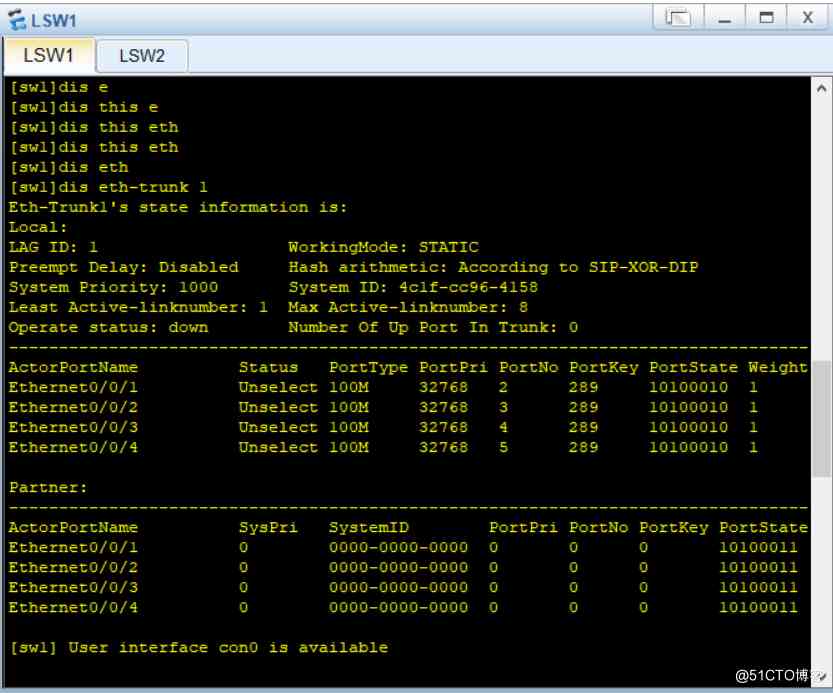 LSW1
LSW1 LSW2
[sw1]dis e
[sw1]dis this e
[sw1]dis this eth
[sw1]dis this eth
[sw1]dis eth
[sw1]dis eth-trunk 1
Eth-Trunk1's state information is:
Local:
LAG ID: 1 WorkingMode: STATIC
Preempt Delay: Disabled Hash arithmetic: According to SIP-XOR-DIP
System Priority: 1000 System ID: 4c1f-cc96-4158
Least Active-linknumber: 1 Max Active-linknumber: 8
Operate status: down Number Of Up Port In Trunk: 0
--------------------------------------------------------------------------------
ActorPortName Status PortType PortPri PortNo PortKey PortState Weight
Ethernet0/0/1 Unselect 100M 32768 2 289 10100010 1
Ethernet0/0/2 Unselect 100M 32768 3 289 10100010 1
Ethernet0/0/3 Unselect 100M 32768 4 289 10100010 1
Ethernet0/0/4 Unselect 100M 32768 5 289 10100010 1
Partner:
--------------------------------------------------------------------------------
ActorPortName SysPri SystemID PortPri PortNo PortKey PortState
Ethernet0/0/1 0 0000-0000-0000 0 0 0 10100011
Ethernet0/0/2 0 0000-0000-0000 0 0 0 10100011
Ethernet0/0/3 0 0000-0000-0000 0 0 0 10100011
Ethernet0/0/4 0 0000-0000-0000 0 0 0 10100011
[sw1] User interface con0 is available
@51CTO博